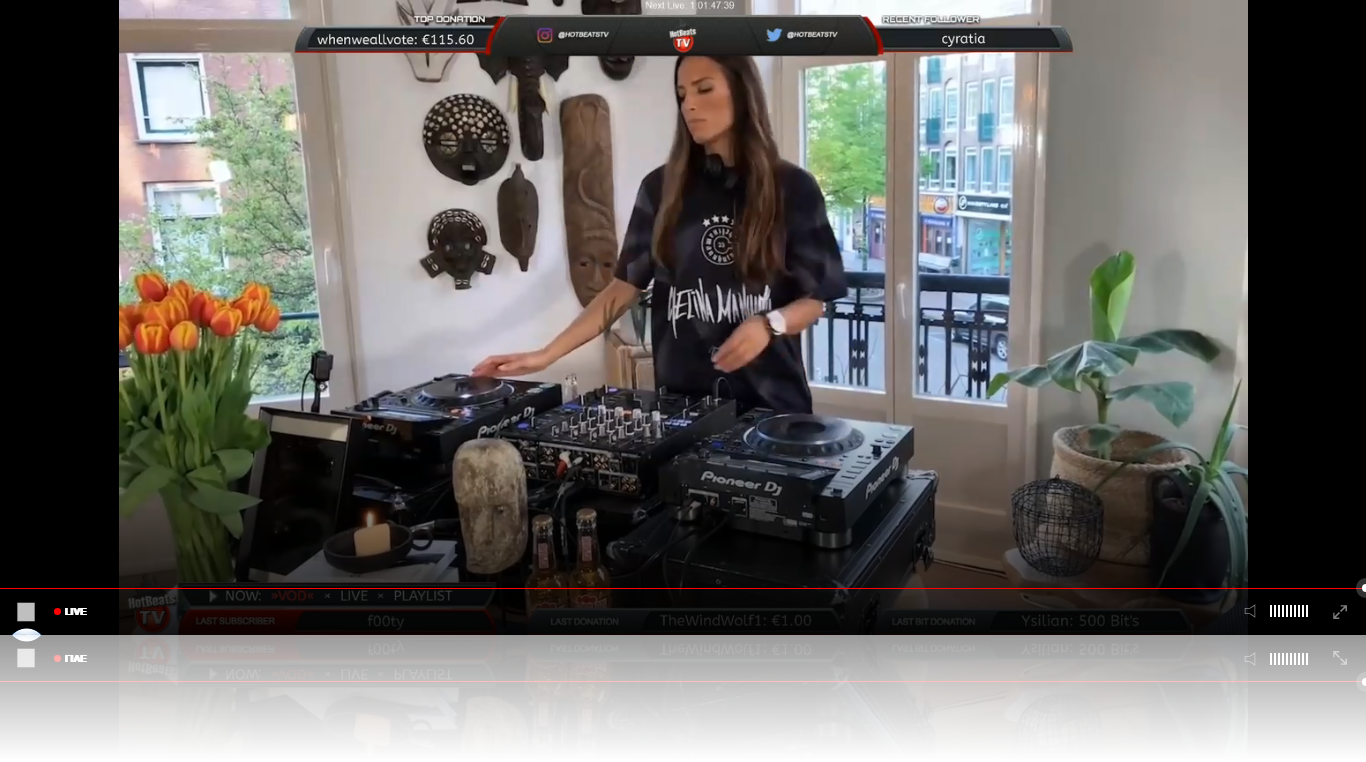 Next Live: 1:01:47:39
TOP DONATION
RECENT FOLLOWER
whenweallvote: €115.60
@HOTBEATSTV
HotBeats
TV
@HOTBEATSTV
cyratia
Pioneer DJ
Pioneer DJ
Pioneer DJ
HotBeats
TV
NOW: »VOD« × LIVE × PLAYLIST
LIVE
LAST SUBSCRIBER
f00ty
LAST DONATION
TheWindWolf1: €1.00
LAST BIT DONATION
Ysilian: 500 Bit's